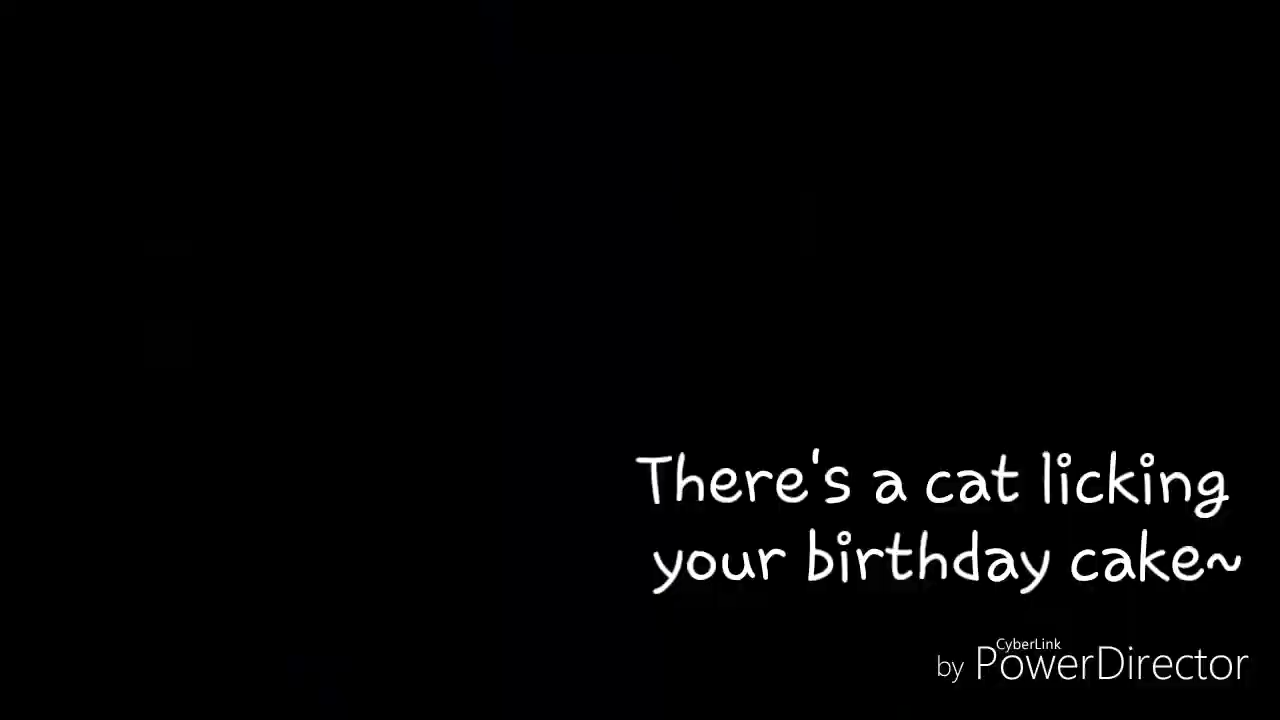 There's a cat licking
your birthday cake~
CyberLink
by PowerDirector